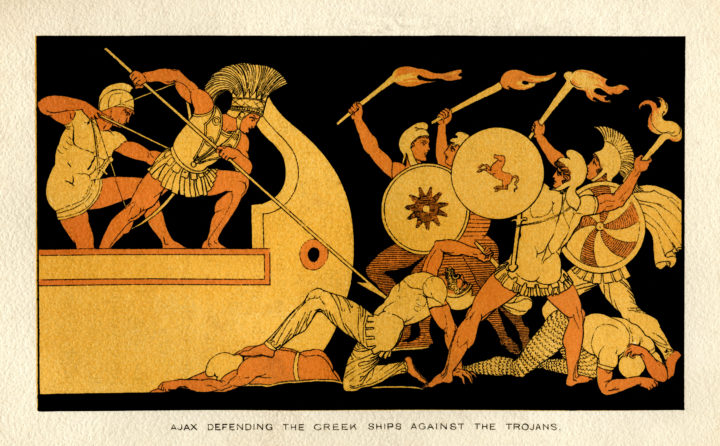 AJAX DEFENDING THE GREEK SHIPS AGAINST THE TROJANS.